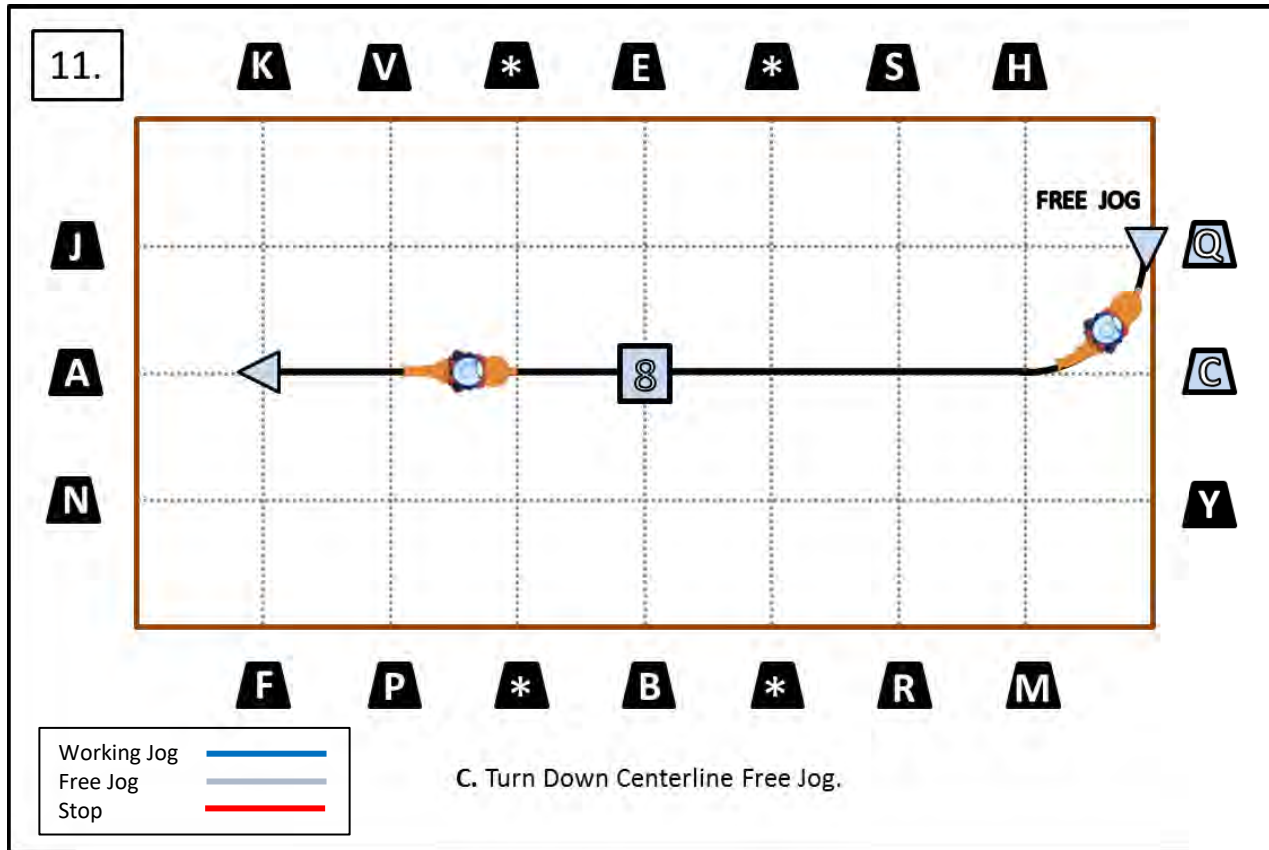 11.
K V * E * S H
FREE JOG
J Q
A 8 C
N Y
F P * B * R M
Working Jog
Free Jog
Stop
C. Turn Down Centerline Free Jog.